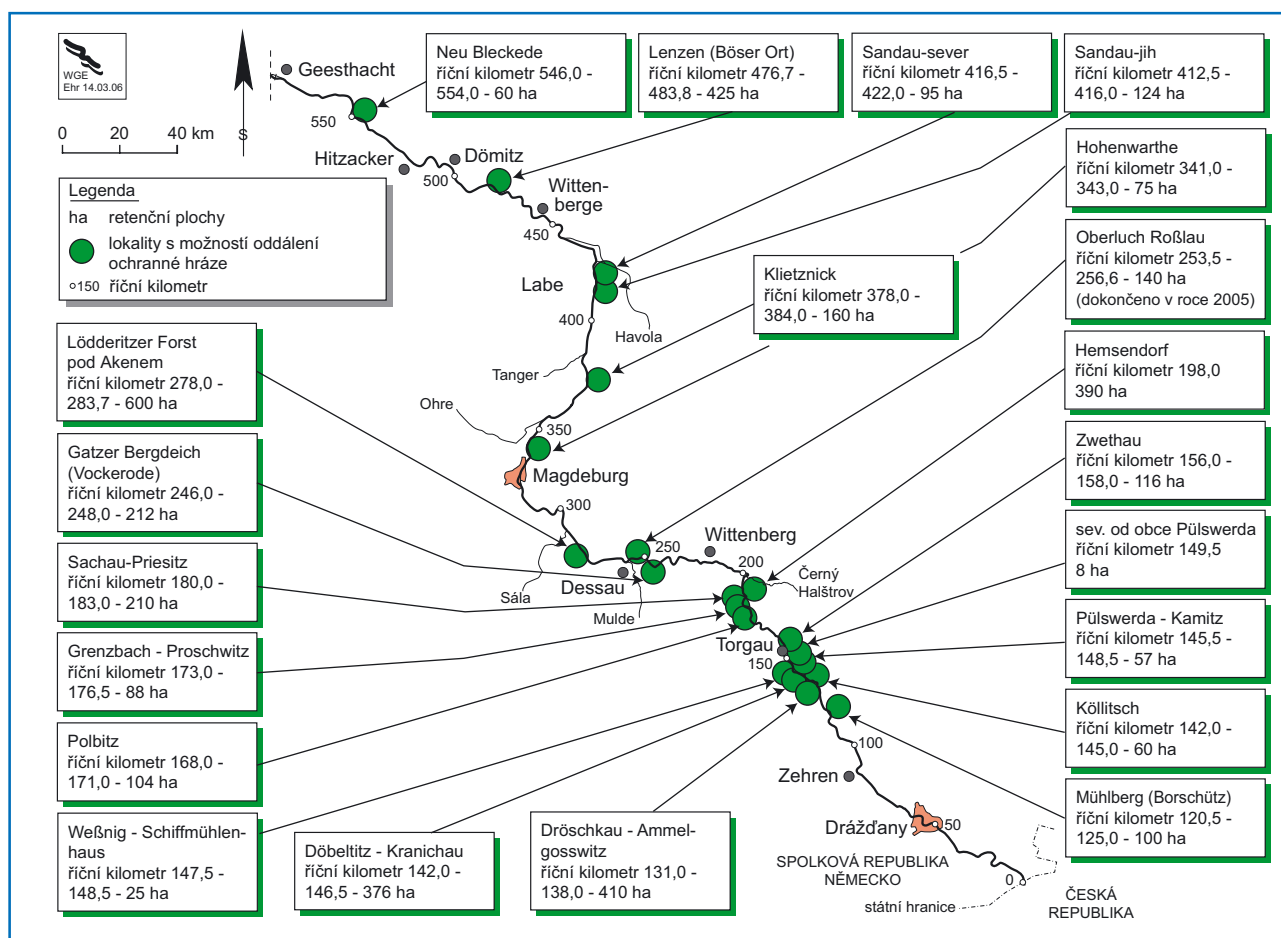 WGE
Ehr 14.03.06
0 20 40 km
S
Legenda
ha retenční plochy
lokality s možností oddálení
ochranné hráze
150 říční kilometr
Neu Bleckede
říční kilometr 546,0 -
554,0 - 60 ha
Lenzen (Böser Ort)
říční kilometr 476,7 -
483,8 - 425 ha
Sandau-sever
říční kilometr 416,5 -
422,0 - 95 ha
Sandau-jih
říční kilometr 412,5 -
416,0 - 124 ha
Hohenwarthe
říční kilometr 341,0 -
343,0 - 75 ha
Oberluch Roßlau
říční kilometr 253,5 -
256,6 - 140 ha
(dokončeno v roce 2005)
Klietznick
říční kilometr 378,0 -
384,0 - 160 ha
Hemsendorf
říční kilometr 198,0
390 ha
Zwethau
říční kilometr 156,0 -
158,0 - 116 ha
sev. od obce Pülswerda
říční kilometr 149,5
8 ha
Pülswerda - Kamitz
říční kilometr 145,5 -
148,5 - 57 ha
Köllitsch
říční kilometr 142,0 -
145,0 - 60 ha
Mühlberg (Borschütz)
říční kilometr 120,5 -
125,0 - 100 ha
Lödderitzer Forst
pod Akenem
říční kilometr 278,0 -
283,7 - 600 ha
Gatzer Bergdeich
(Vockerode)
říční kilometr 246,0 -
248,0 - 212 ha
Sachau-Priesitz
říční kilometr 180,0 -
183,0 - 210 ha
Grenzbach - Proschwitz
říční kilometr 173,0 -
176,5 - 88 ha
Polbitz
říční kilometr 168,0 -
171,0 - 104 ha
Weßnig - Schiffmühlen-
haus
říční kilometr 147,5 -
148,5 - 25 ha
Döbeltitz - Kranichau
říční kilometr 142,0 -
146,5 - 376 ha
Dröschkau - Ammel-
gosswitz
říční kilometr 131,0 -
138,0 - 410 ha
Geesthacht
550
Hitzacker
Dömitz
500
Witten-
berge
450
Labe
Havola
400
Tanger
Ohre
350
Magdeburg
300
Sála
Dessau
Mulde
250
Wittenberg
200
Černý
Halštrov
Torgau
150
100
Zehren
Drážďany
50
0
SPOLKOVÁ REPUBLIKA
NĚMECKO
státní hranice
ČESKÁ
REPUBLIKA